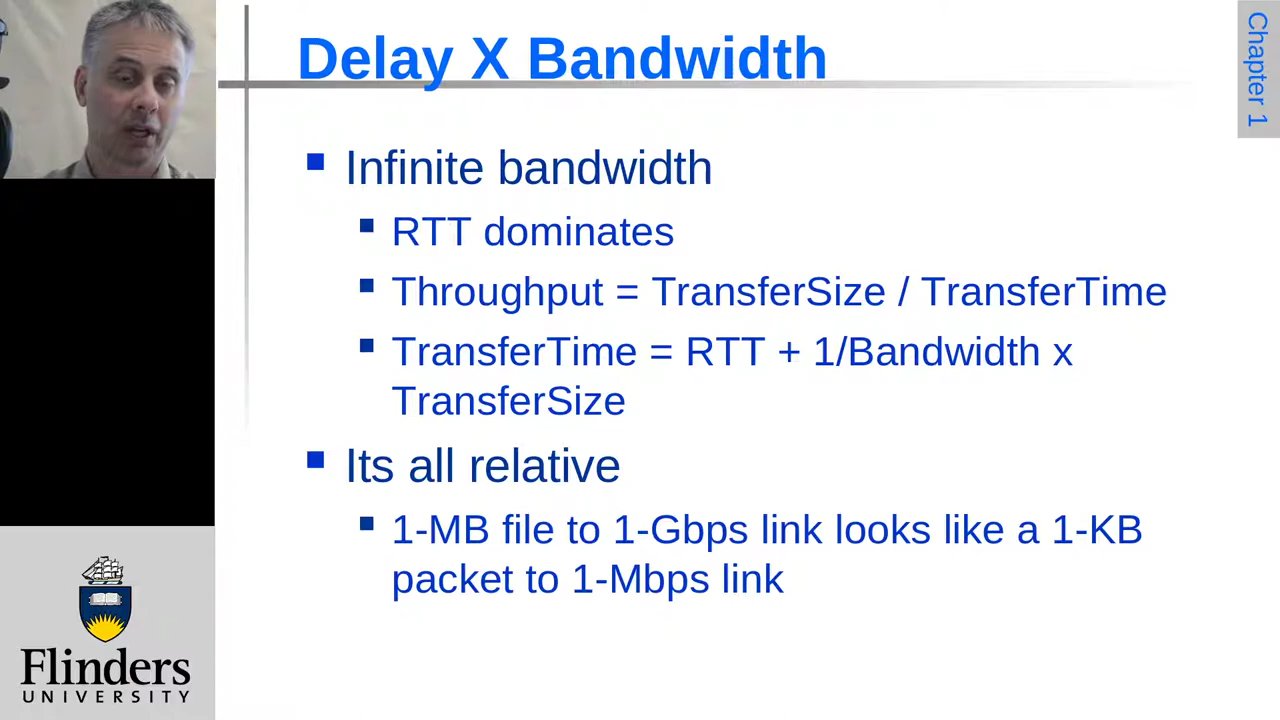 Delay X Bandwidth
Chapter 1
Infinite bandwidth
RTT dominates
Throughput = TransferSize / TransferTime
TransferTime = RTT + 1/Bandwidth x
TransferSize
Its all relative
1-MB file to 1-Gbps link looks like a 1-KB
packet to 1-Mbps link
Flinders
UNIVERSITY